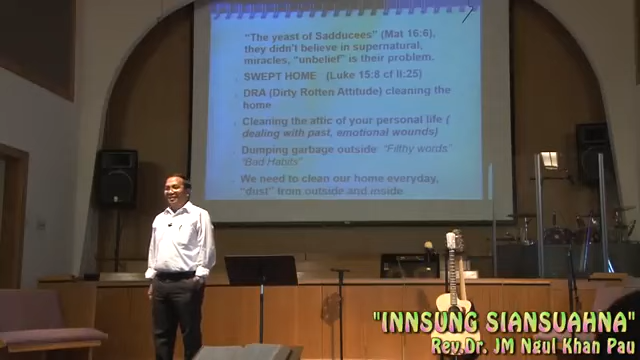 "The yeast of Sadducees" (Mat 16:6),
they didn't believe in supernatural,
miracles, "unbelief" is their problem.
SWEPT HOME (Luke 15:8 cf 11:25)
DRA (Dirty Rotten Attitude) cleaning the
home
Cleaning the attic of your personal life (
dealing with past, emotional wounds)
Dumping garbage outside "Filthy words"
"Bad Habits"
We need to clean our home everyday,
"dust" from outside and inside
"INNSUNG SIANSUAHNA"
Rev.Dr. JM Ngul Khan Pau